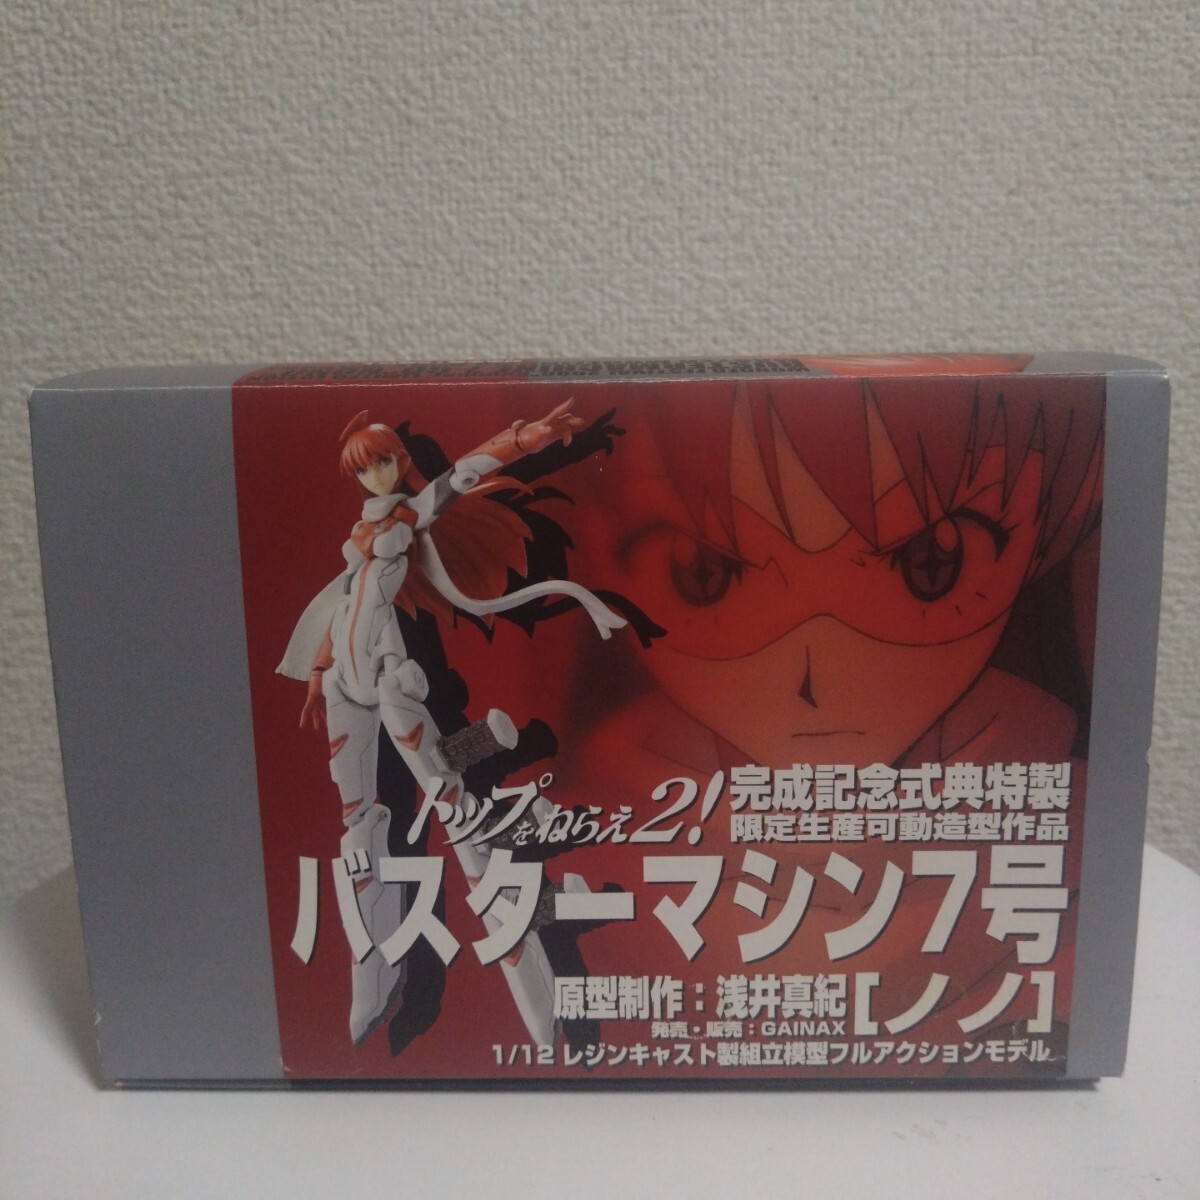 トップをねらえ2!
完成記念式典特製
限定生産可動造型作品
バスターマシン7号
原型制作：浅井真紀
[ノノ]
発売・販売：GAINAX
1/12 レジンキャスト製組立模型フルアクションモデル